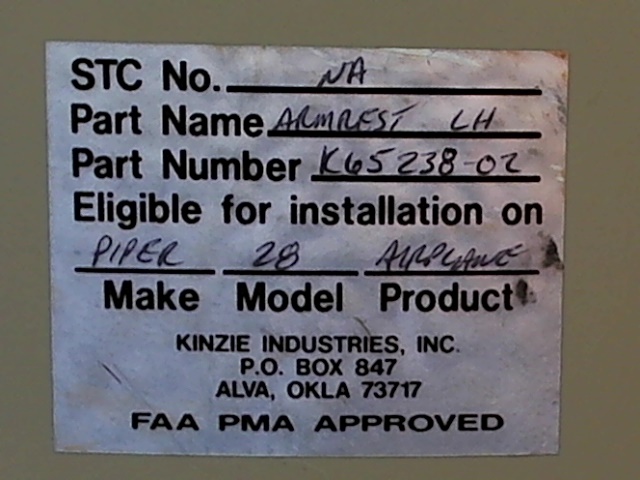 STC No. NA
Part Name ARMREST LH
Part Number K65238-02
Eligible for installation on
PIPER 28 AIRPLANE
Make Model Product
KINZIE INDUSTRIES, INC.
P.O. BOX 847
ALVA, OKLA 73717
FAA PMA APPROVED